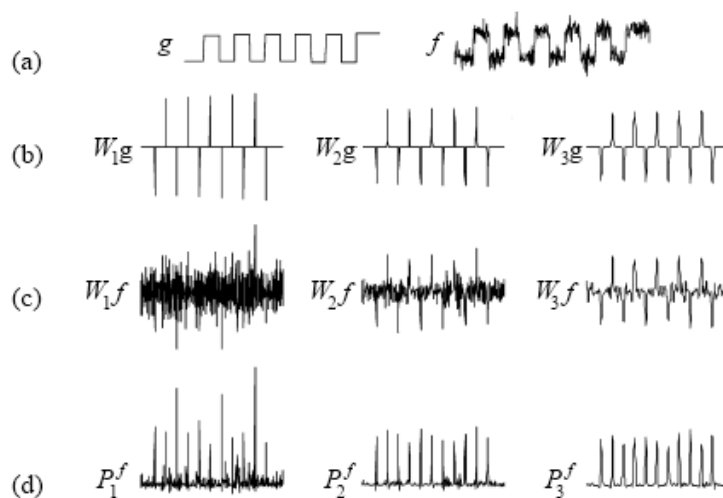 (a) g f
(b) W₁g W₂g W₃g
(c) W₁f W₂f W₃f
(d) P₁ᶠ P₂ᶠ P₃ᶠ